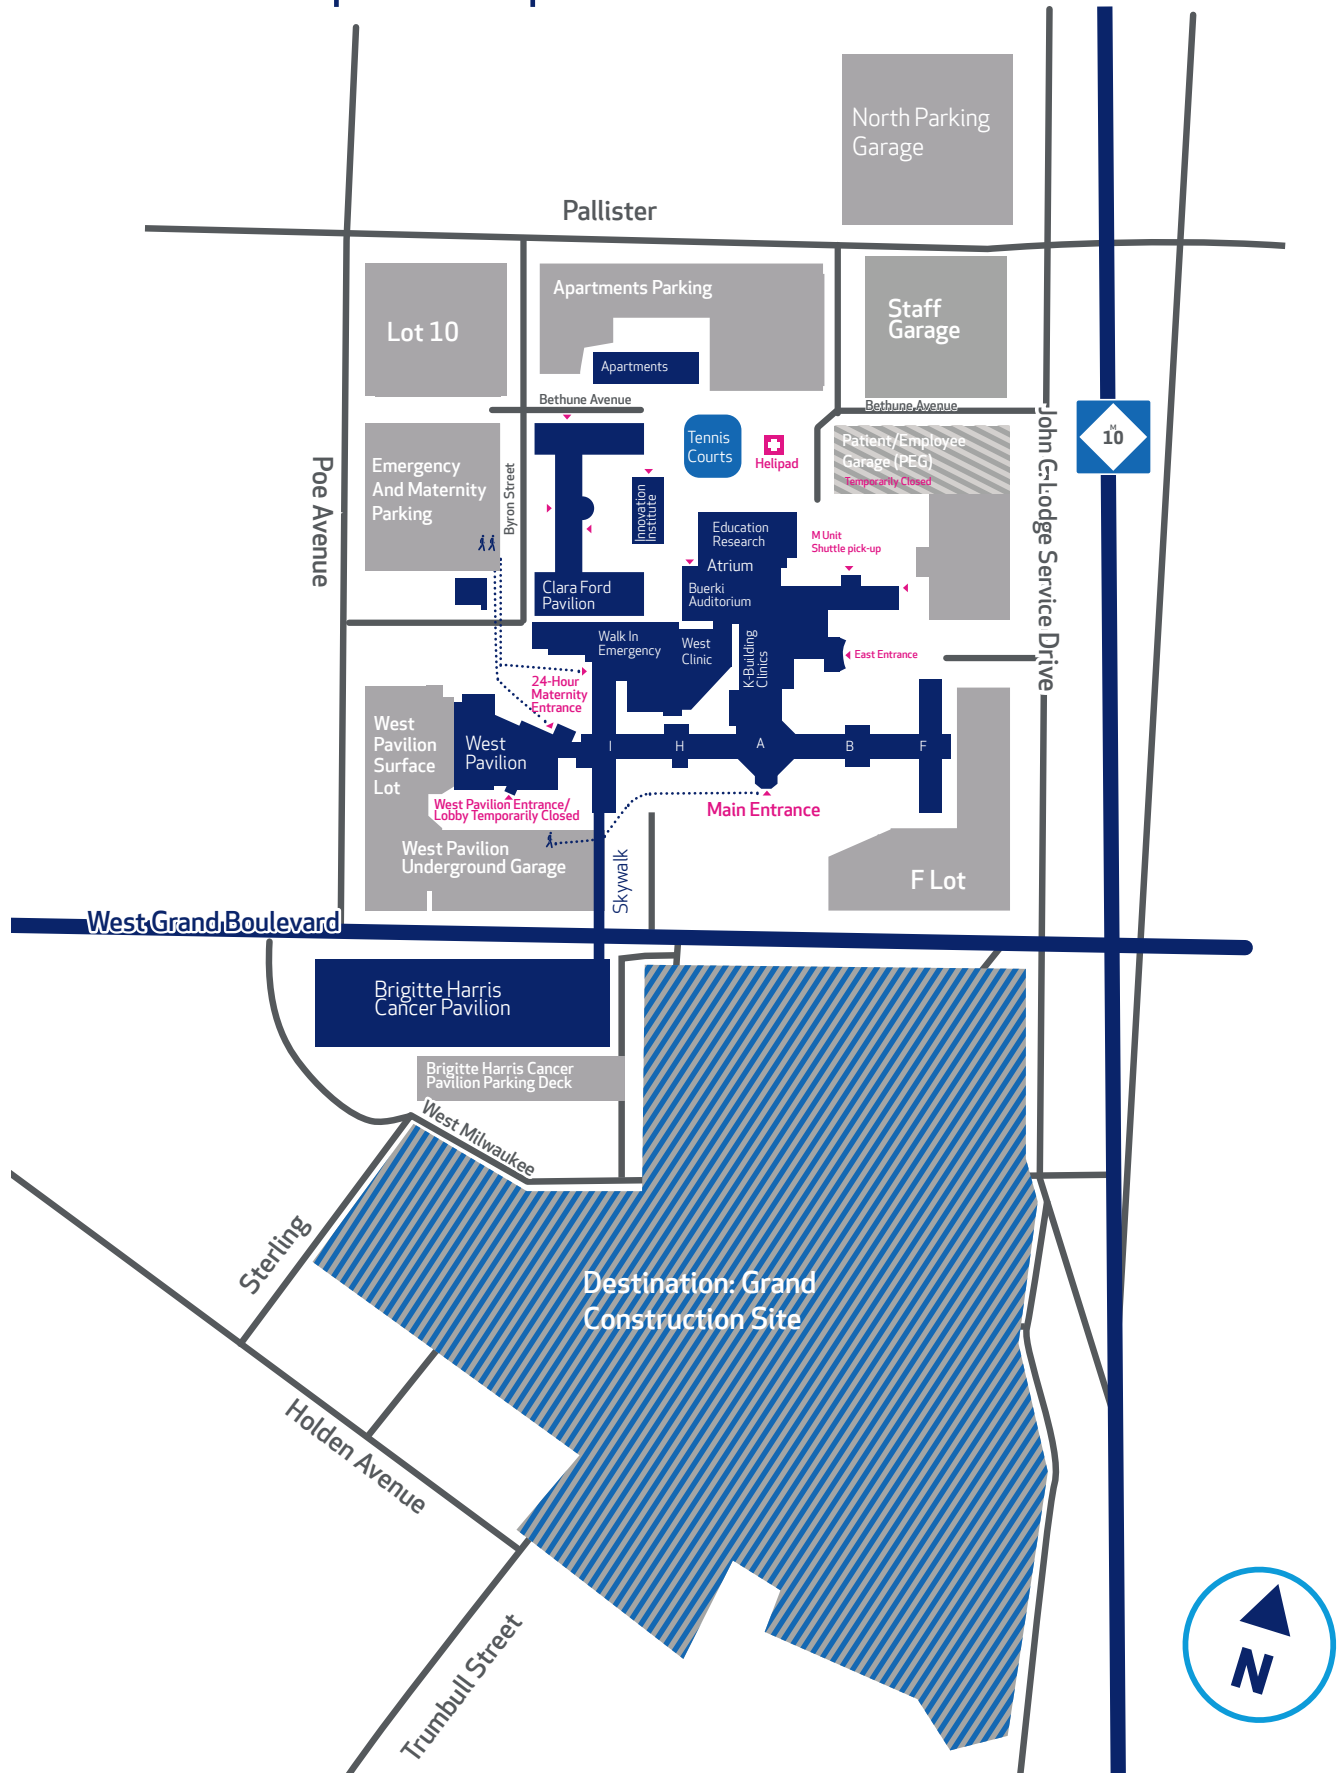 North Parking
Garage
Pallister
Apartments Parking
Lot 10
Staff
Garage
Apartments
Bethune Avenue
Bethune Avenue
M
10
Tennis
Courts
Helipad
Patient/Employee
Garage (PEG)
Temporarily Closed
John C. Lodge Service Drive
Poe Avenue
Emergency
And Maternity
Parking
Byron Street
Innovation
Institute
Education
Research
M Unit
Shuttle pick-up
Atrium
Clara Ford
Pavilion
Buerki
Auditorium
Walk In
Emergency
West
Clinic
K-Building
Clinics
East Entrance
24-Hour
Maternity
Entrance
West
Pavilion
Surface
Lot
West
Pavilion
I
H
A
B
F
West Pavilion Entrance/
Lobby Temporarily Closed
Main Entrance
West Pavilion
Underground Garage
Skywalk
F Lot
West Grand Boulevard
Brigitte Harris
Cancer Pavilion
Brigitte Harris Cancer
Pavilion Parking Deck
West Milwaukee
Sterling
Destination: Grand
Construction Site
Holden Avenue
Trumbull Street
N